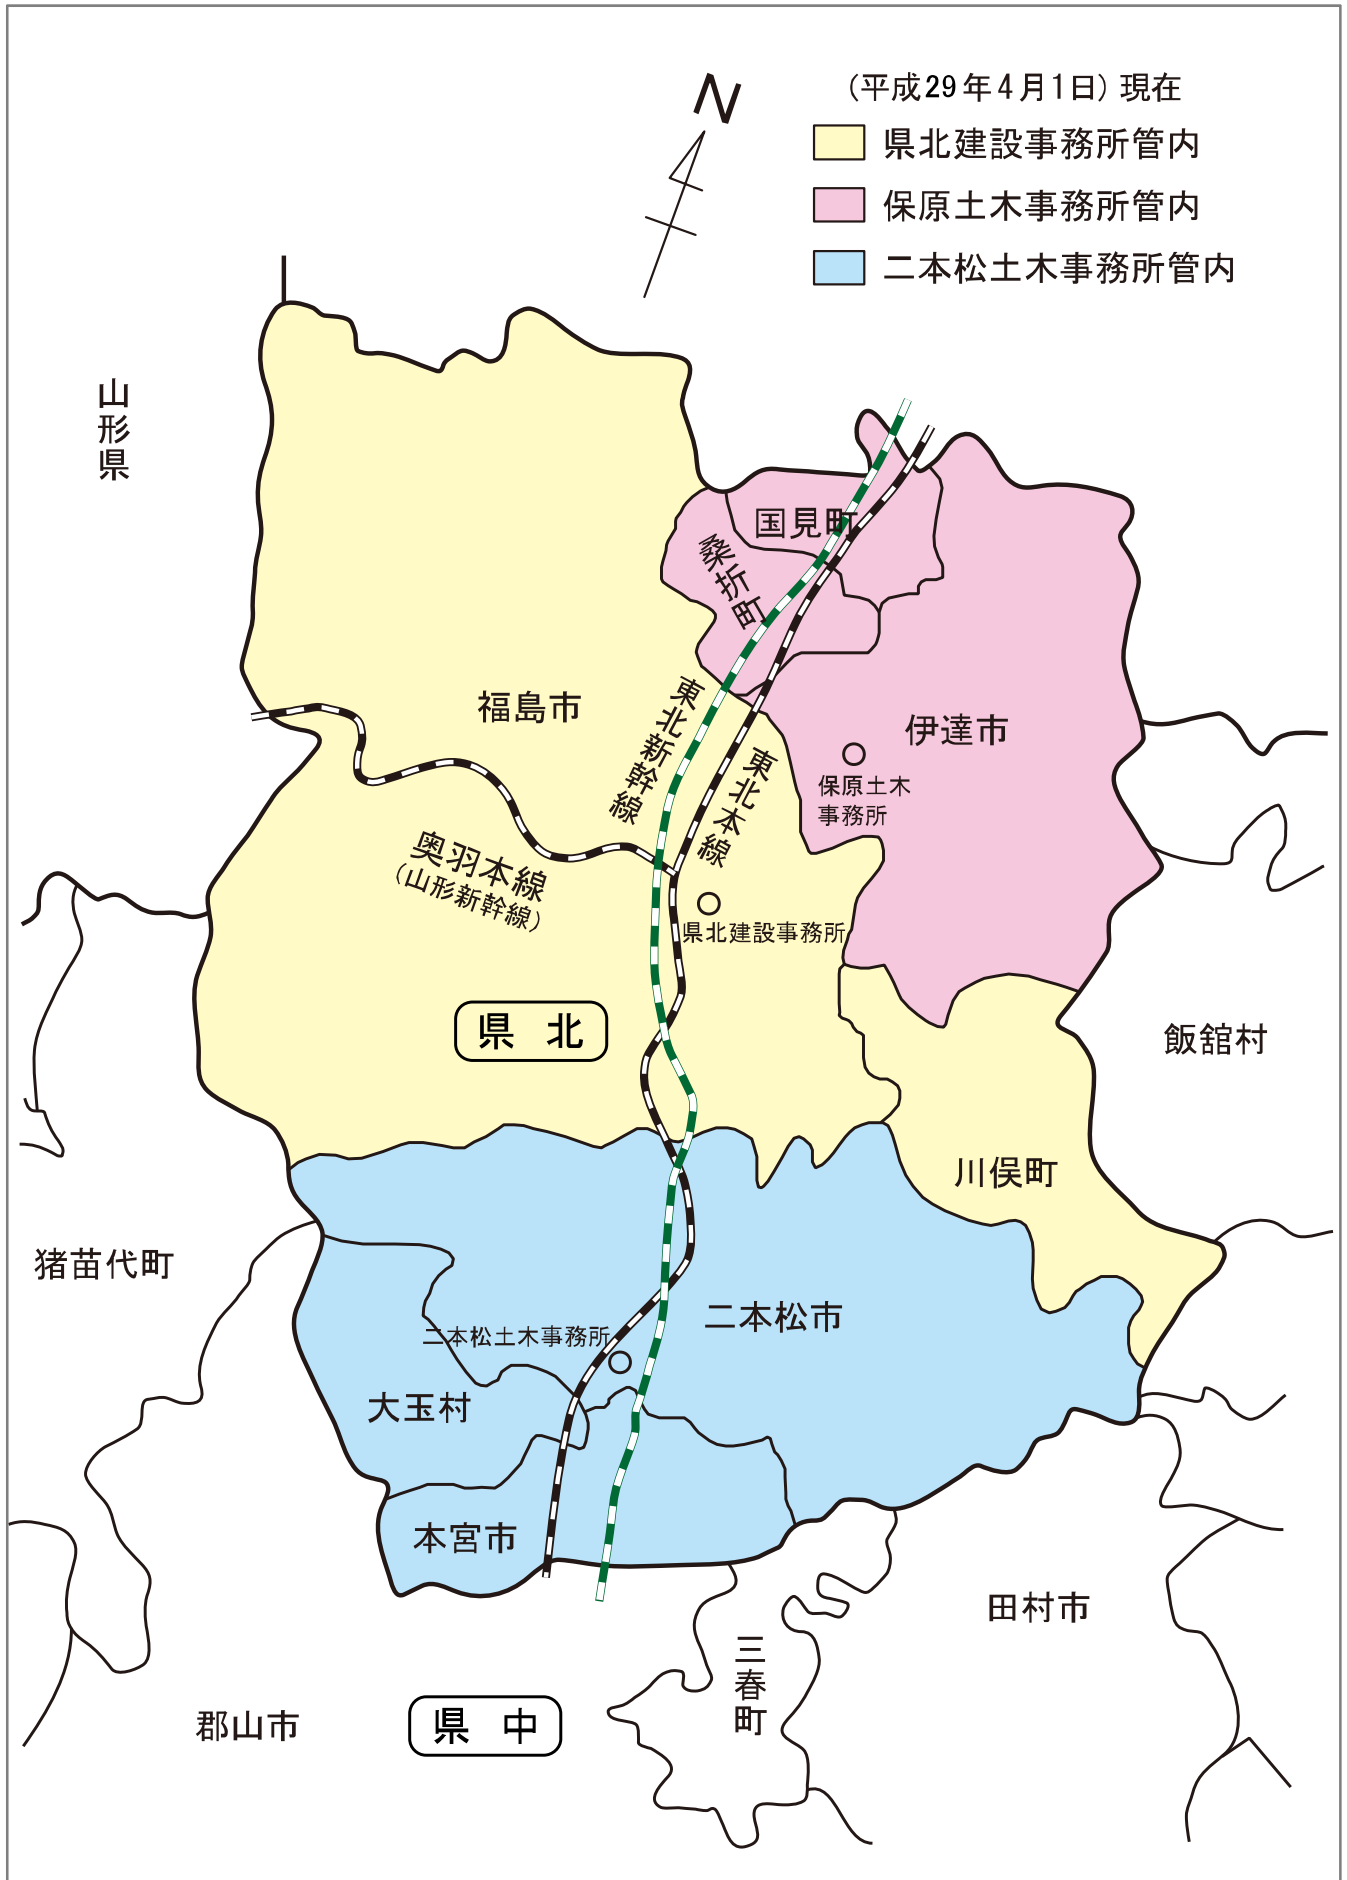 N
(平成29年4月1日) 現在
県北建設事務所管内
保原土木事務所管内
二本松土木事務所管内
山形県
国見町
桑折町
福島市
東北新幹線
東北本線
伊達市
保原土木
事務所
奥羽本線
(山形新幹線)
県北建設事務所
県 北
飯舘村
川俣町
猪苗代町
二本松市
二本松土木事務所
大玉村
本宮市
田村市
三春町
郡山市
県 中